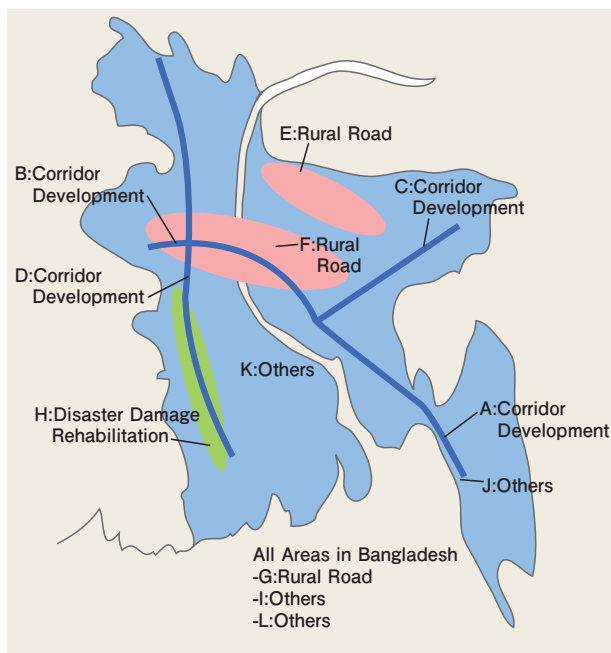 E:Rural Road
B:Corridor
Development
C:Corridor
Development
F:Rural
Road
D:Corridor
Development
K:Others
H:Disaster Damage
Rehabilitation
A:Corridor
Development
J:Others
All Areas in Bangladesh
-G:Rural Road
-I:Others
-L:Others